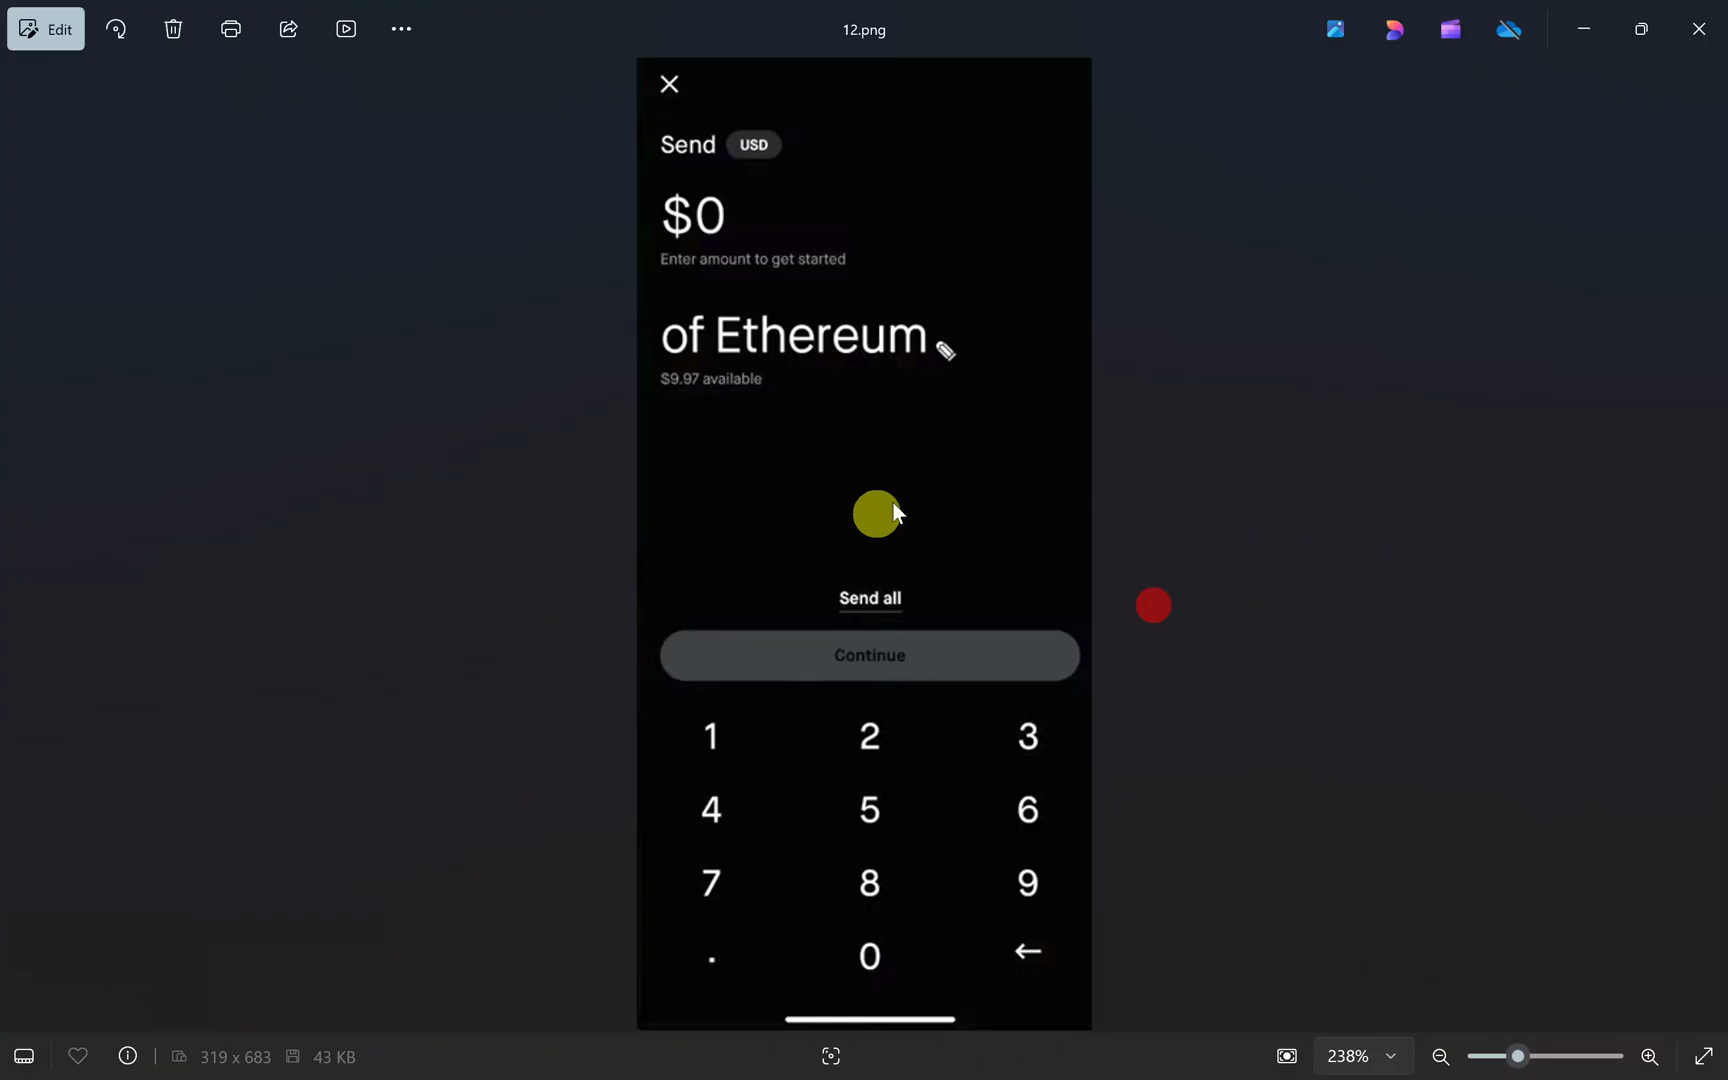 Edit
12.png
Send USD
$0
Enter amount to get started
of Ethereum
$9.97 available
Send all
Continue
1 2 3
4 5 6
7 8 9
. 0
319 x 683 43 KB 238%